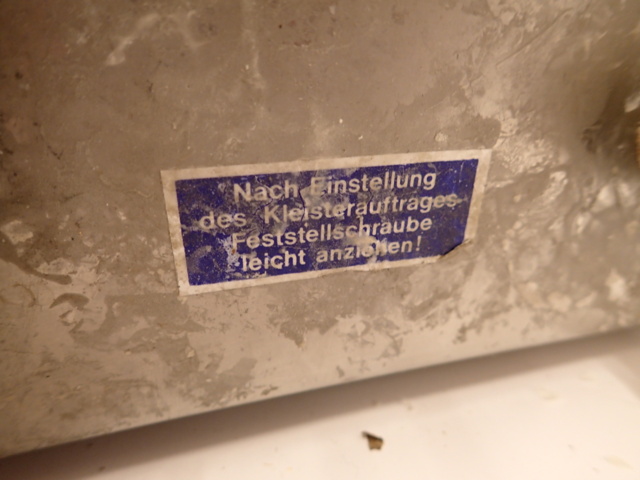 Nach Einstellung
des Kleisterauftrages
Feststellschraube
leicht anziehen!